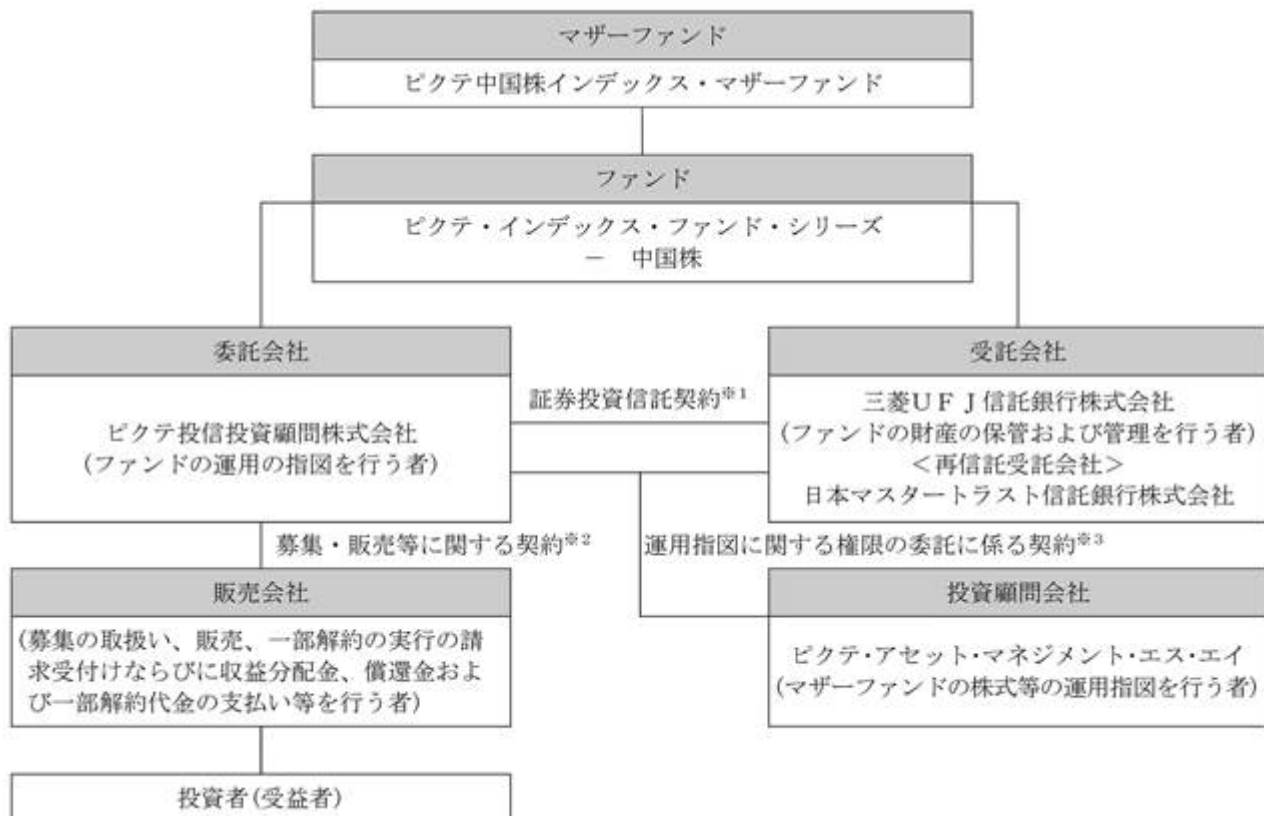 マザーファンド
ピクテ中国株インデックス・マザーファンド
ファンド
ピクテ・インデックス・ファンド・シリーズ
－ 中国株
委託会社
ピクテ投信投資顧問株式会社
(ファンドの運用の指図を行う者)
証券投資信託契約※1
受託会社
三菱ＵＦＪ信託銀行株式会社
(ファンドの財産の保管および管理を行う者)
＜再信託受託会社＞
日本マスタートラスト信託銀行株式会社
募集・販売等に関する契約※2
運用指図に関する権限の委託に係る契約※3
販売会社
(募集の取扱い、販売、一部解約の実行の請
求受付けならびに収益分配金、償還金およ
び一部解約代金の支払い等を行う者)
投資顧問会社
ピクテ・アセット・マネジメント・エス・エイ
(マザーファンドの株式等の運用指図を行う者)
投資者(受益者)